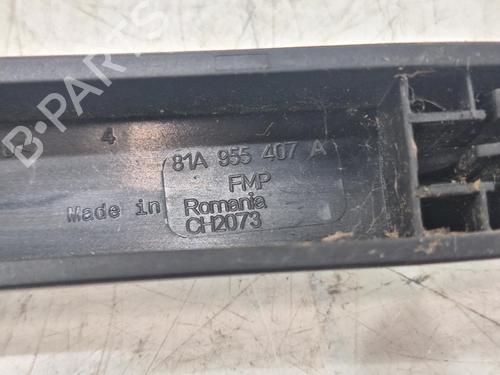 B-PARTS
4
81A 955 407 A
FMP
Made in Romania
CH2073